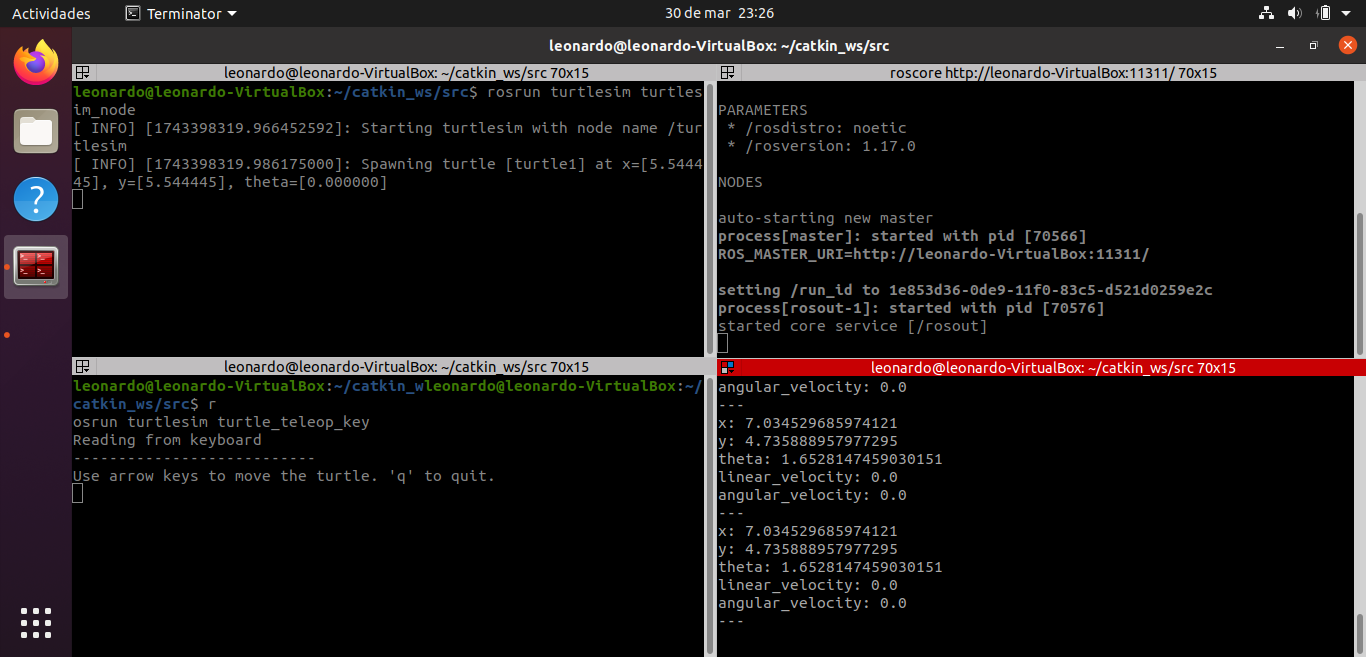 Actividades
Terminator
30 de mar 23:26
leonardo@leonardo-VirtualBox: ~/catkin_ws/src
leonardo@leonardo-VirtualBox: ~/catkin_ws/src 70x15
leonardo@leonardo-VirtualBox:~/catkin_ws/src$ rosrun turtlesim turtles
im_node
[ INFO] [1743398319.966452592]: Starting turtlesim with node name /tur
tlesim
[ INFO] [1743398319.986175000]: Spawning turtle [turtle1] at x=[5.5444
45], y=[5.544445], theta=[0.000000]
roscore http://leonardo-VirtualBox:11311/ 70x15
PARAMETERS
 * /rosdistro: noetic
 * /rosversion: 1.17.0
NODES
auto-starting new master
process[master]: started with pid [70566]
ROS_MASTER_URI=http://leonardo-VirtualBox:11311/
setting /run_id to 1e853d36-0de9-11f0-83c5-d521d0259e2c
process[rosout-1]: started with pid [70576]
started core service [/rosout]
leonardo@leonardo-VirtualBox: ~/catkin_ws/src 70x15
leonardo@leonardo-VirtualBox:~/catkin_wleonardo@leonardo-VirtualBox:~/
catkin_ws/src$ r
osrun turtlesim turtle_teleop_key
Reading from keyboard
---------------------------
Use arrow keys to move the turtle. 'q' to quit.
leonardo@leonardo-VirtualBox: ~/catkin_ws/src 70x15
angular_velocity: 0.0
---
x: 7.034529685974121
y: 4.735888957977295
theta: 1.6528147459030151
linear_velocity: 0.0
angular_velocity: 0.0
---
x: 7.034529685974121
y: 4.735888957977295
theta: 1.6528147459030151
linear_velocity: 0.0
angular_velocity: 0.0
---